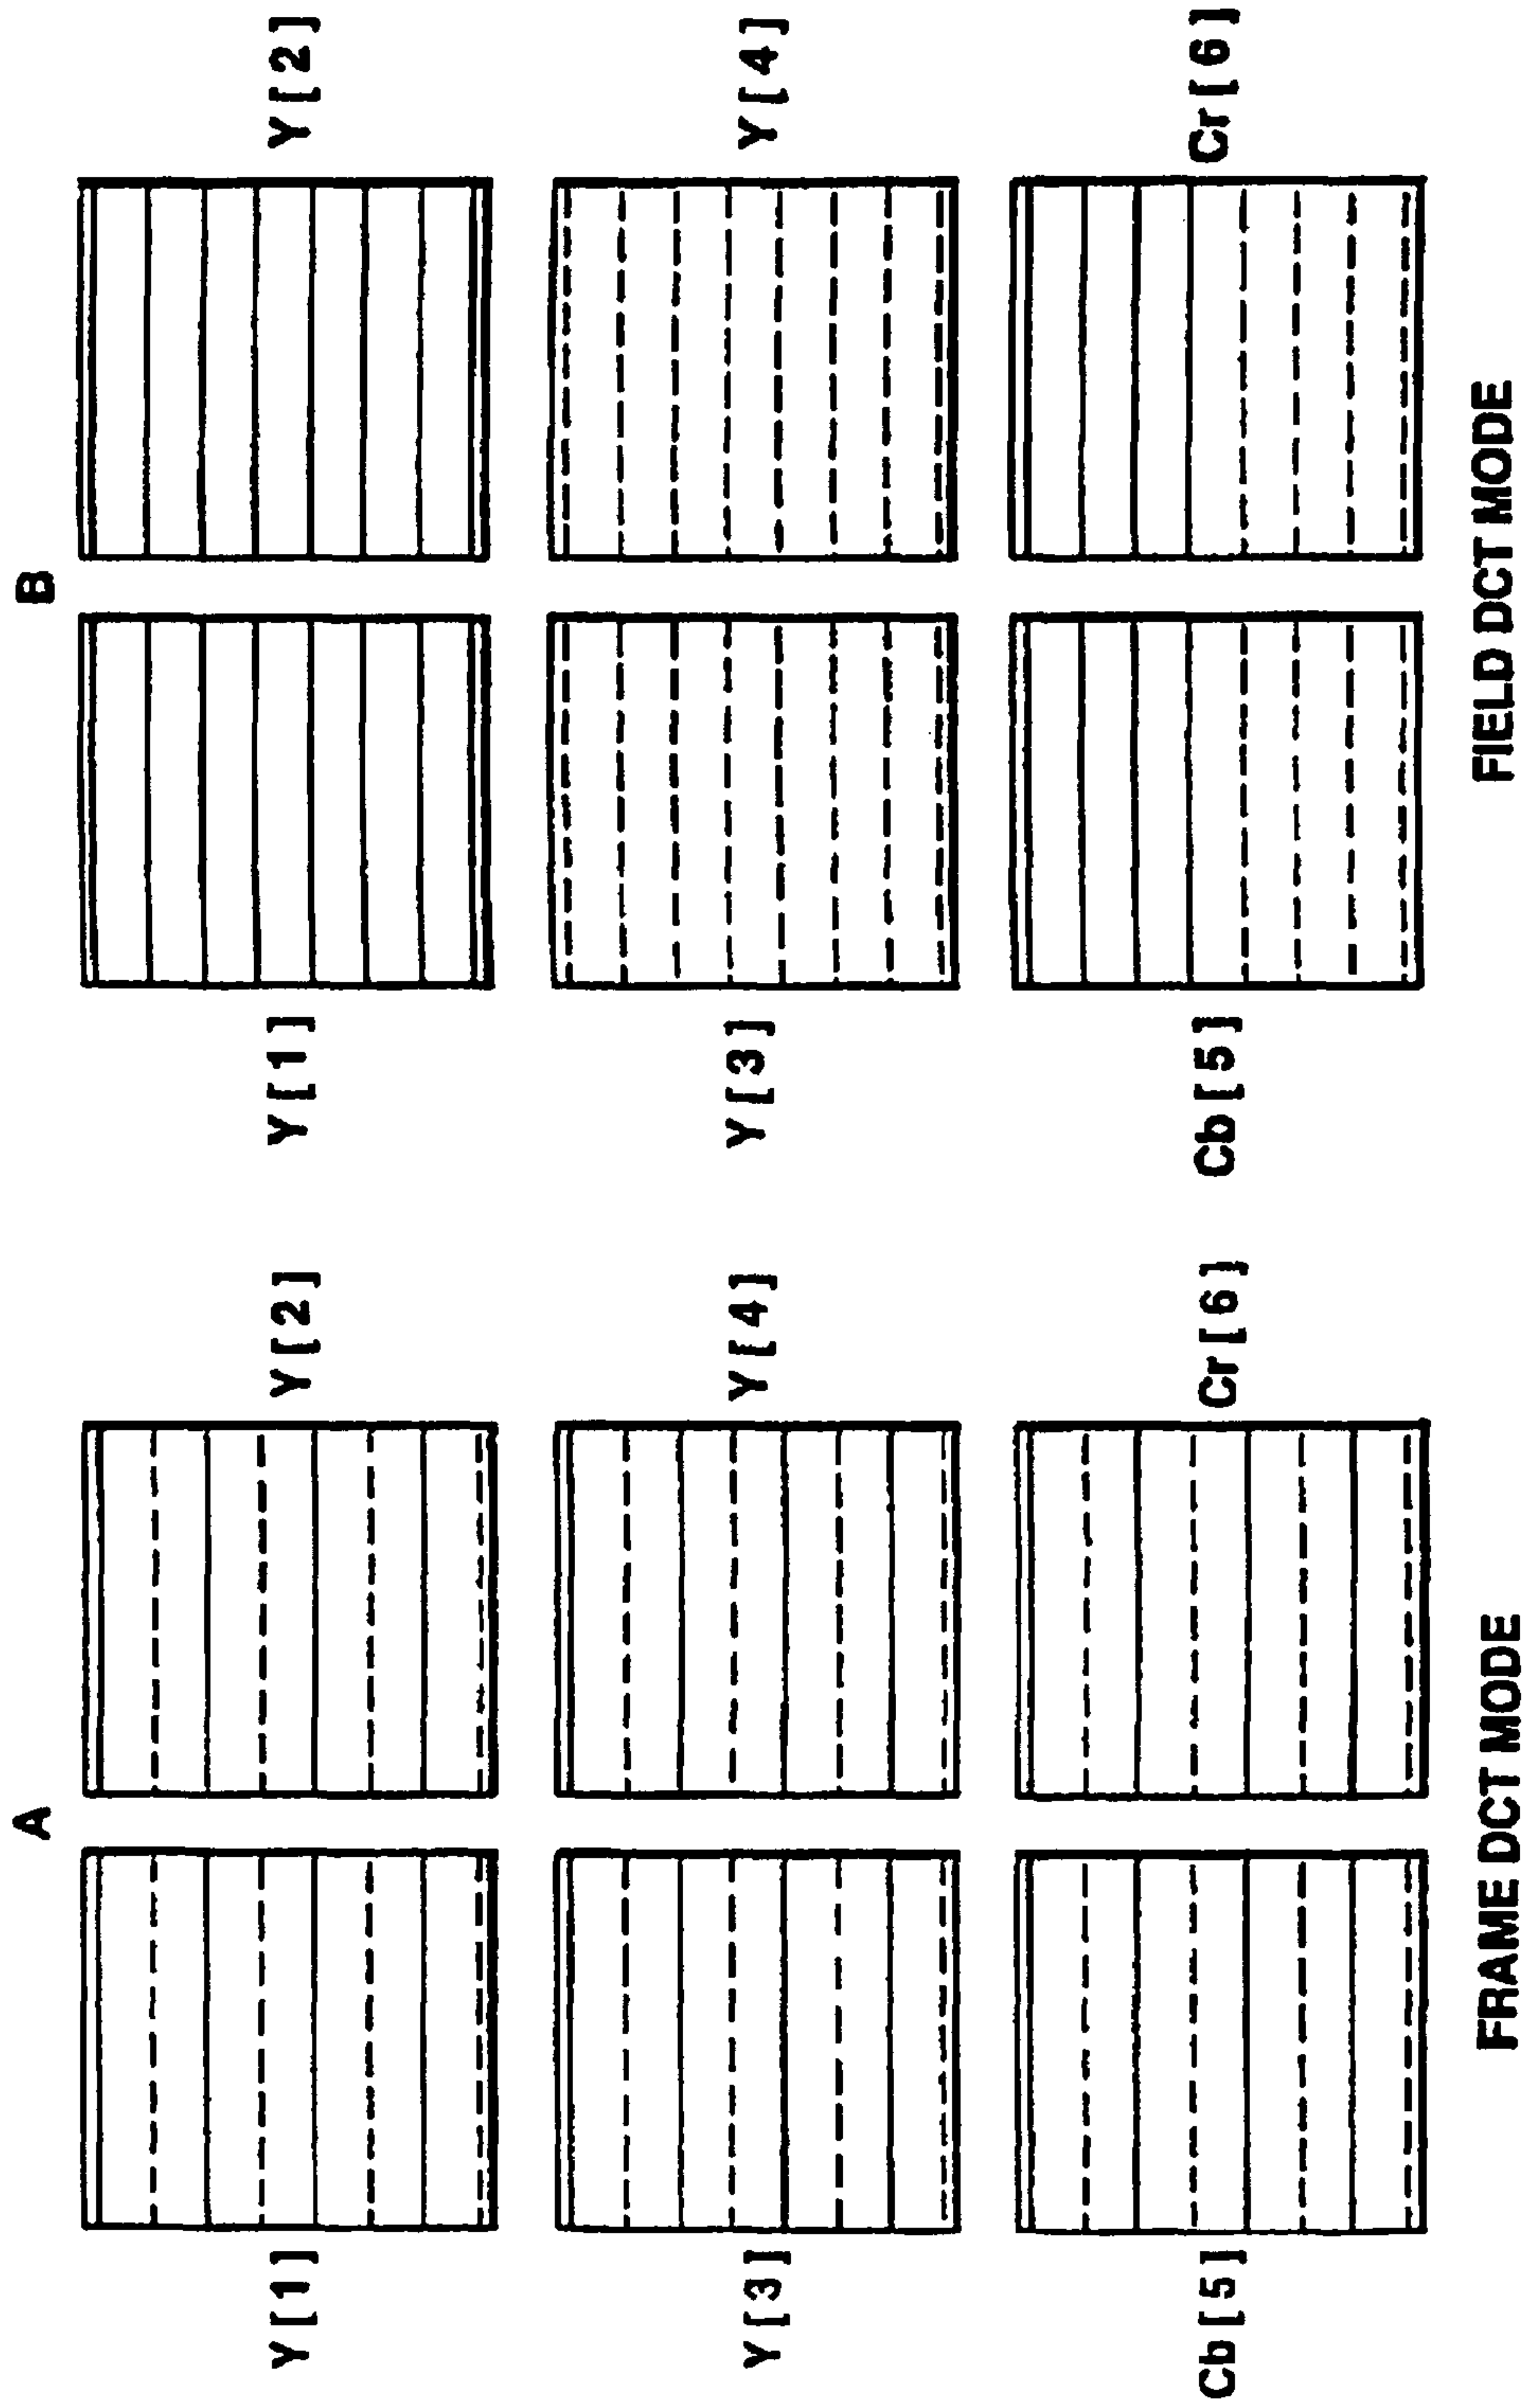 A
Y[1]
Y[2]
Y[3]
Y[4]
Cb[5]
Cr[6]
FRAME DCT MODE
B
Y[1]
Y[2]
Y[3]
Y[4]
Cb[5]
Cr[6]
FIELD DCT MODE